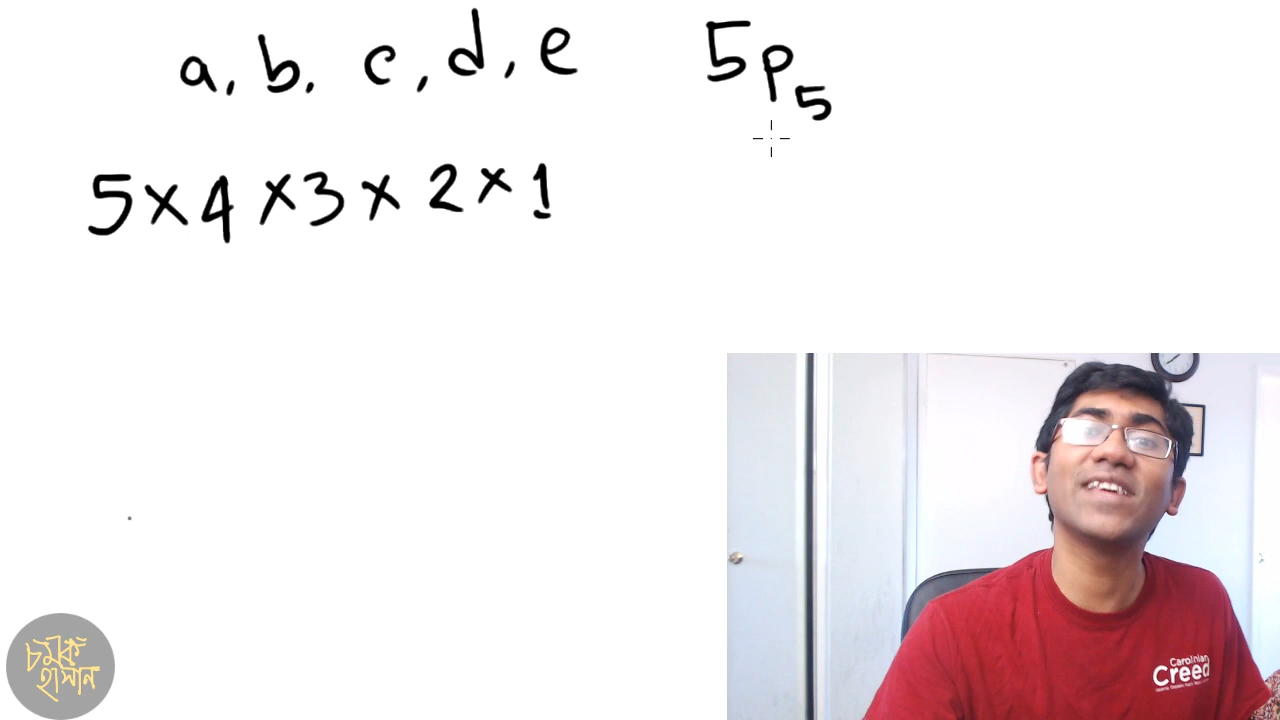 a, b, c, d, e
5p₅
5×4×3×2×1
চমক
হাসান
Carolinian
Creed